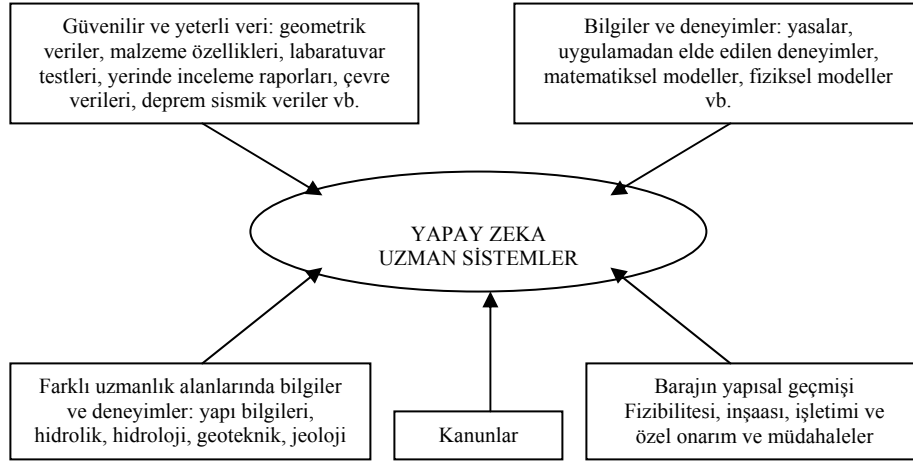 Güvenilir ve yeterli veri: geometrik
veriler, malzeme özellikleri, labaratuvar
testleri, yerinde inceleme raporları, çevre
verileri, deprem sismik veriler vb.
Bilgiler ve deneyimler: yasalar,
uygulamadan elde edilen deneyimler,
matematiksel modeller, fiziksel modeller
vb.
YAPAY ZEKA
UZMAN SİSTEMLER
Farklı uzmanlık alanlarında bilgiler
ve deneyimler: yapı bilgileri,
hidrolik, hidroloji, geoteknik, jeoloji
Kanunlar
Barajın yapısal geçmişi
Fizibilitesi, inşaası, işletimi ve
özel onarım ve müdahaleler